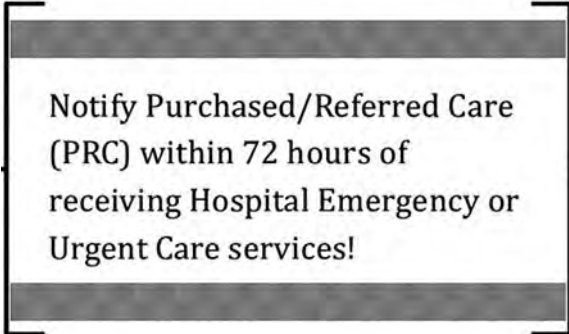 Notify Purchased/Referred Care
(PRC) within 72 hours of
receiving Hospital Emergency or
Urgent Care services!